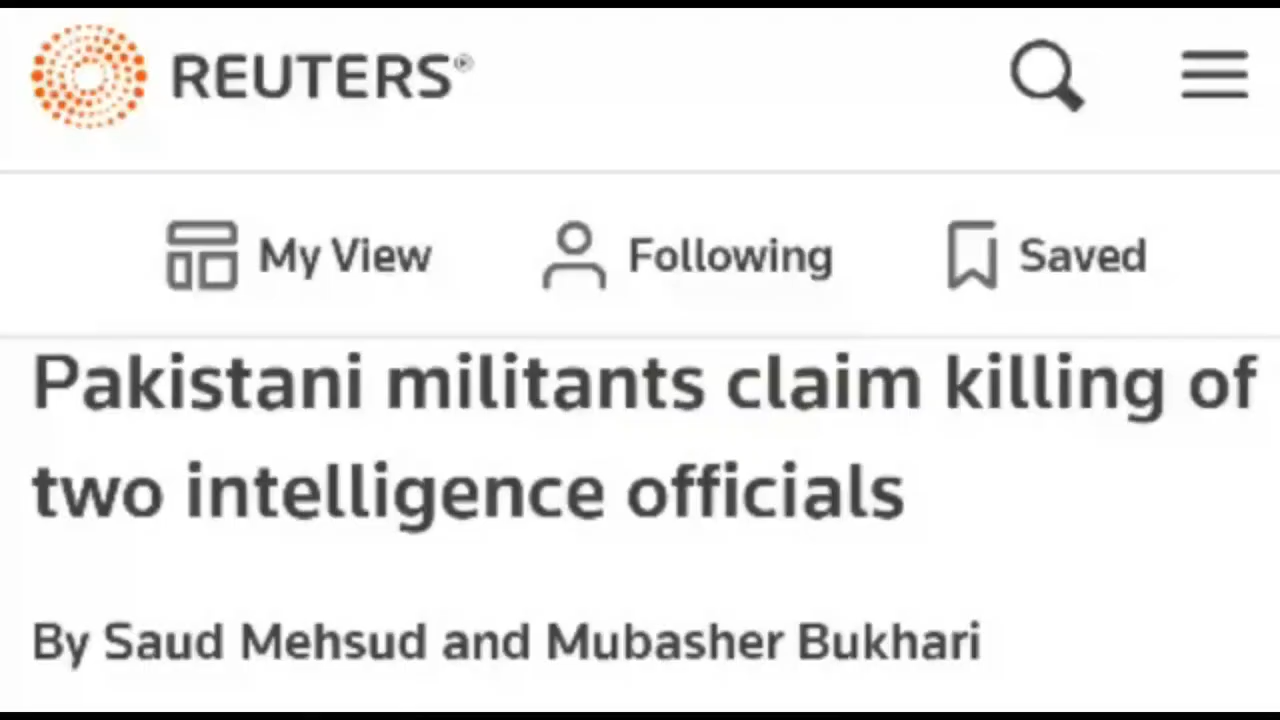 REUTERS®
My View Following Saved
Pakistani militants claim killing of
two intelligence officials
By Saud Mehsud and Mubasher Bukhari